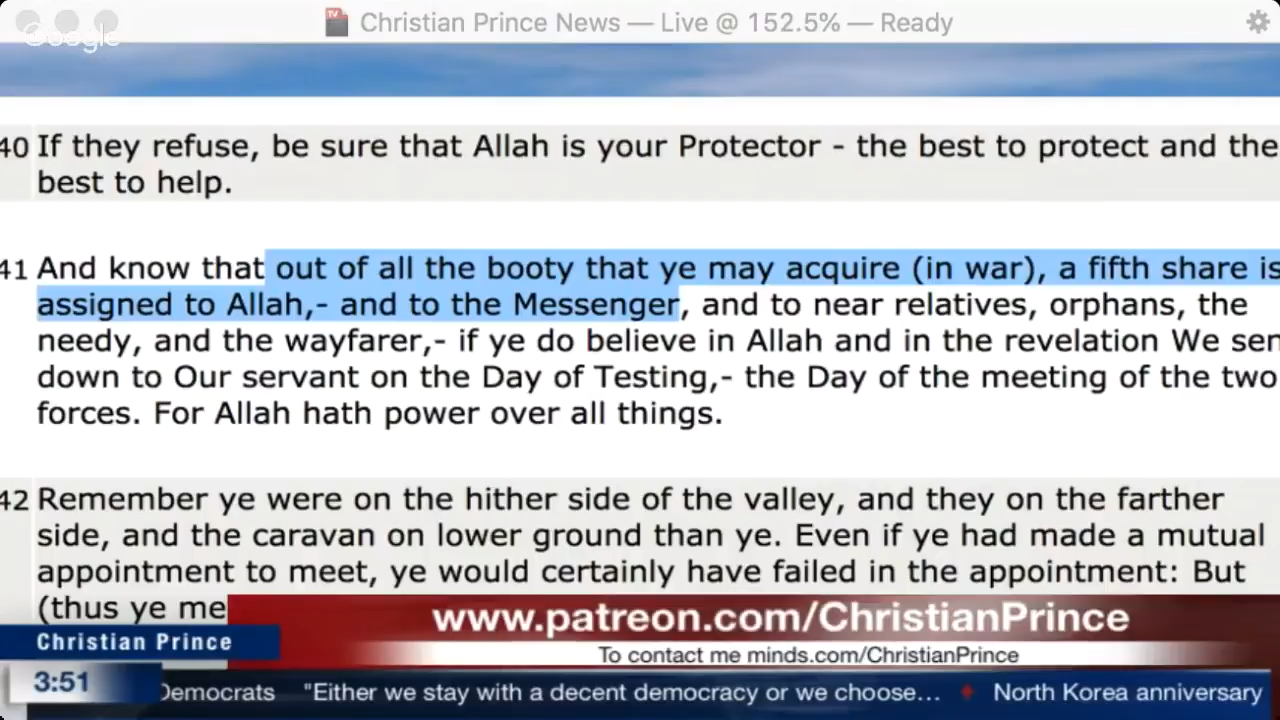 TV Christian Prince News — Live @ 152.5% — Ready
Google
40 If they refuse, be sure that Allah is your Protector - the best to protect and the
best to help.
41 And know that out of all the booty that ye may acquire (in war), a fifth share is
assigned to Allah,- and to the Messenger, and to near relatives, orphans, the
needy, and the wayfarer,- if ye do believe in Allah and in the revelation We sen
down to Our servant on the Day of Testing,- the Day of the meeting of the two
forces. For Allah hath power over all things.
42 Remember ye were on the hither side of the valley, and they on the farther
side, and the caravan on lower ground than ye. Even if ye had made a mutual
appointment to meet, ye would certainly have failed in the appointment: But
(thus ye me
www.patreon.com/ChristianPrince
Christian Prince
To contact me minds.com/ChristianPrince
3:51
Democrats "Either we stay with a decent democracy or we choose... North Korea anniversary